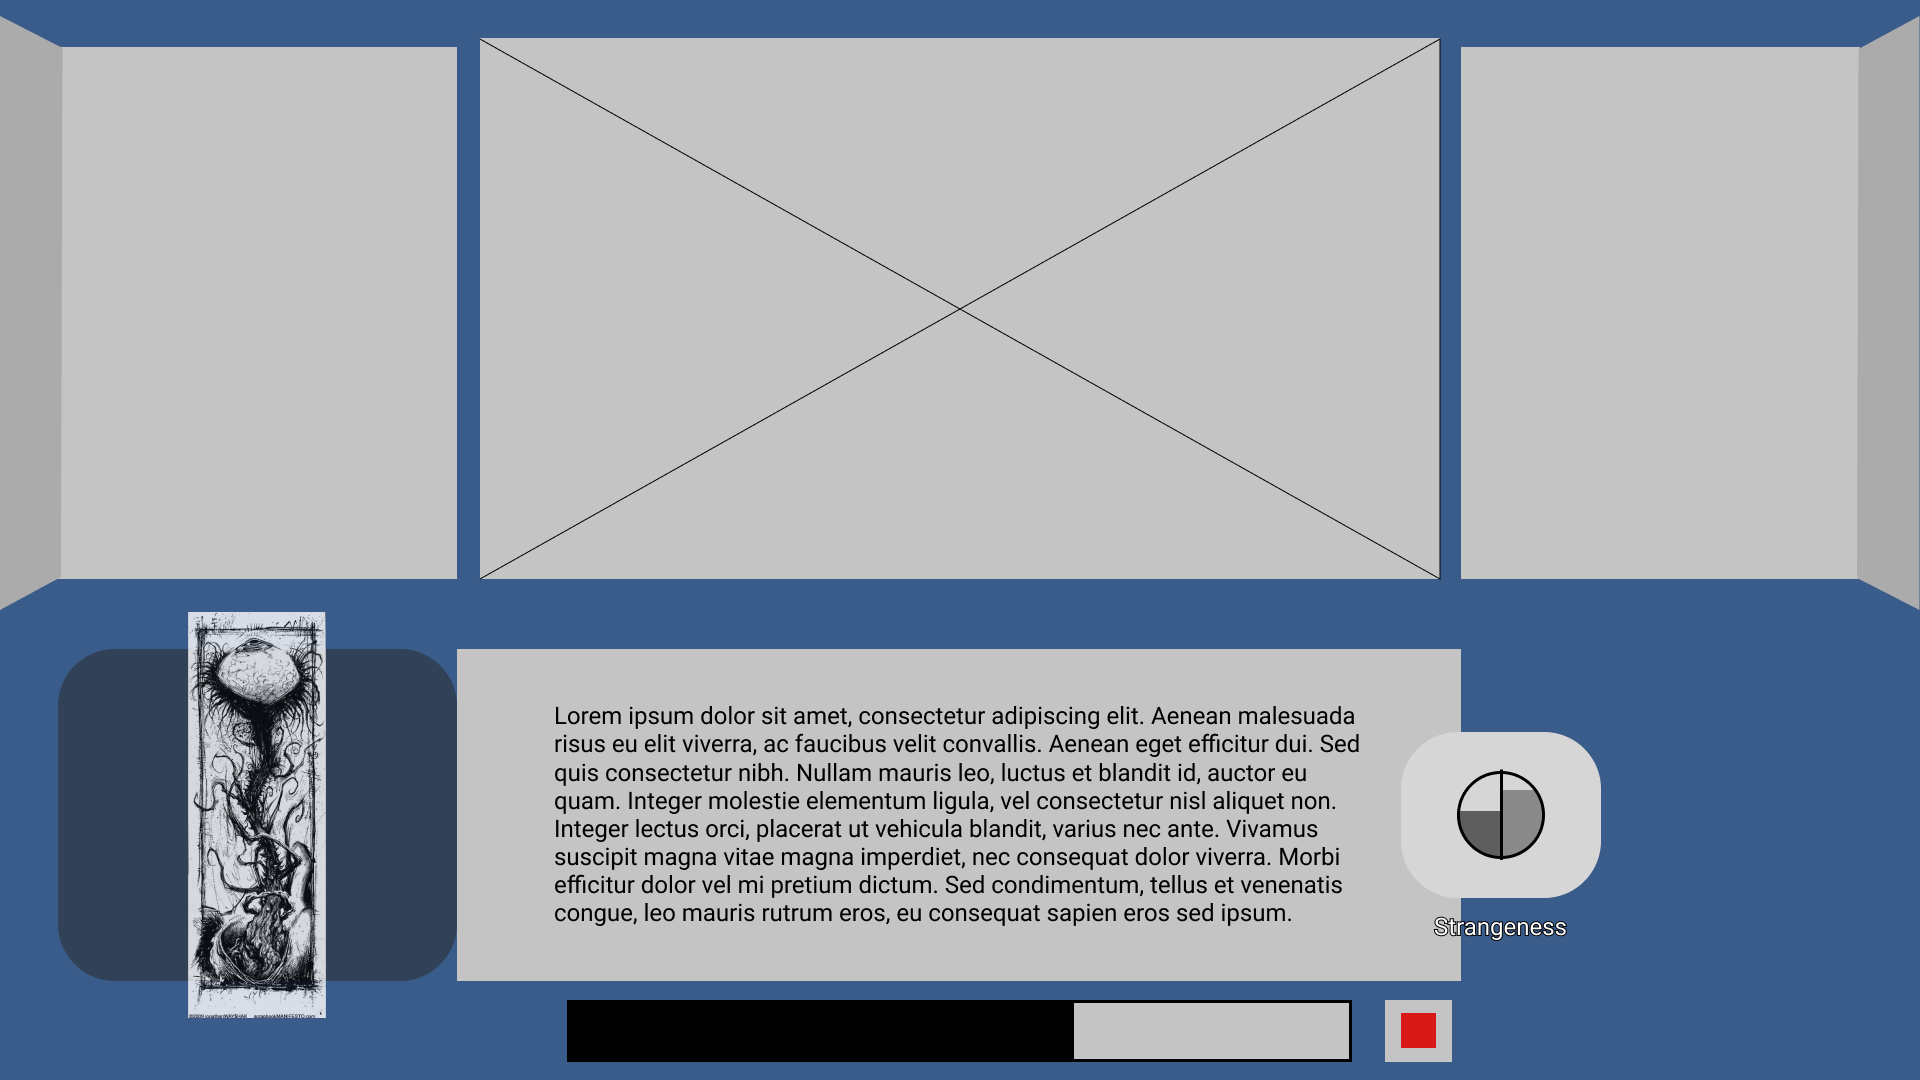 Lorem ipsum dolor sit amet, consectetur adipiscing elit. Aenean malesuada
risus eu elit viverra, ac faucibus velit convallis. Aenean eget efficitur dui. Sed
quis consectetur nibh. Nullam mauris leo, luctus et blandit id, auctor eu
quam. Integer molestie elementum ligula, vel consectetur nisl aliquet non.
Integer lectus orci, placerat ut vehicula blandit, varius nec ante. Vivamus
suscipit magna vitae magna imperdiet, nec consequat dolor viverra. Morbi
efficitur dolor vel mi pretium dictum. Sed condimentum, tellus et venenatis
congue, leo mauris rutrum eros, eu consequat sapien eros sed ipsum.
Strangeness